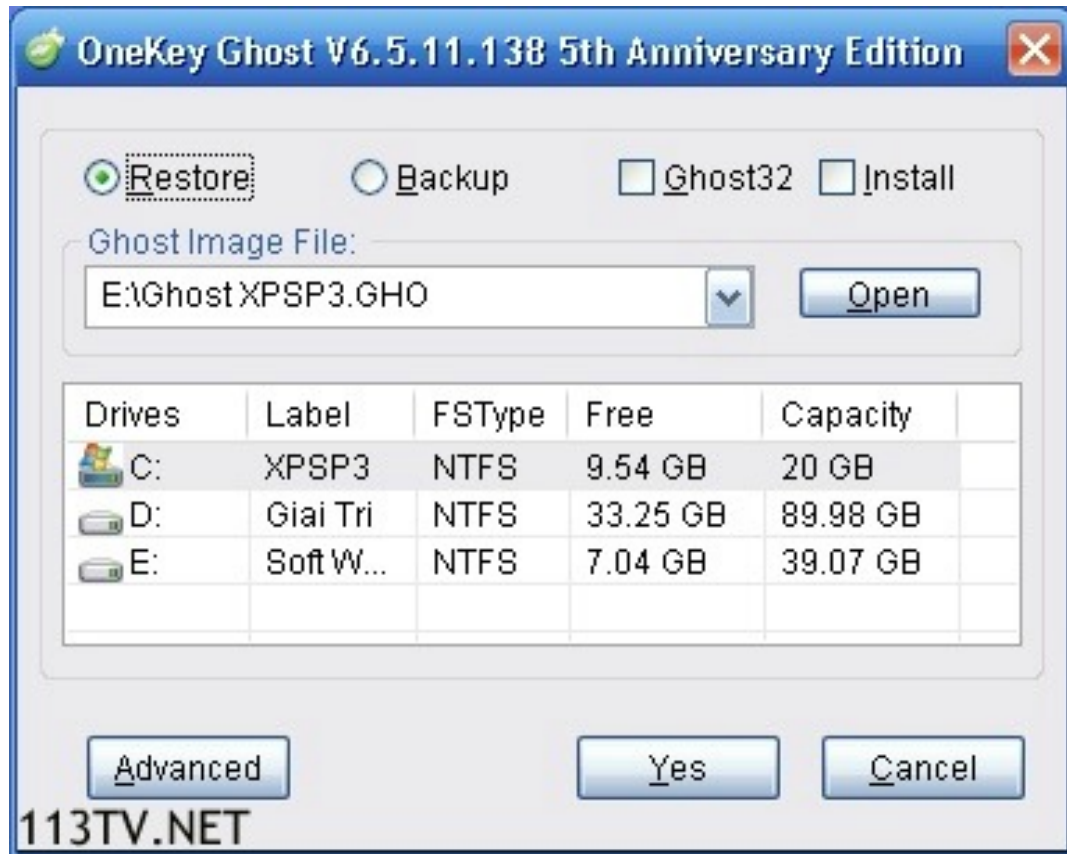 OneKey Ghost V6.5.11.138 5th Anniversary Edition
Restore Backup Ghost32 Install
Ghost Image File:
E:\Ghost XPSP3.GHO Open
Drives Label FSType Free Capacity
C: XPSP3 NTFS 9.54 GB 20 GB
D: Giai Tri NTFS 33.25 GB 89.98 GB
E: Soft W... NTFS 7.04 GB 39.07 GB
Advanced Yes Cancel
113TV.NET